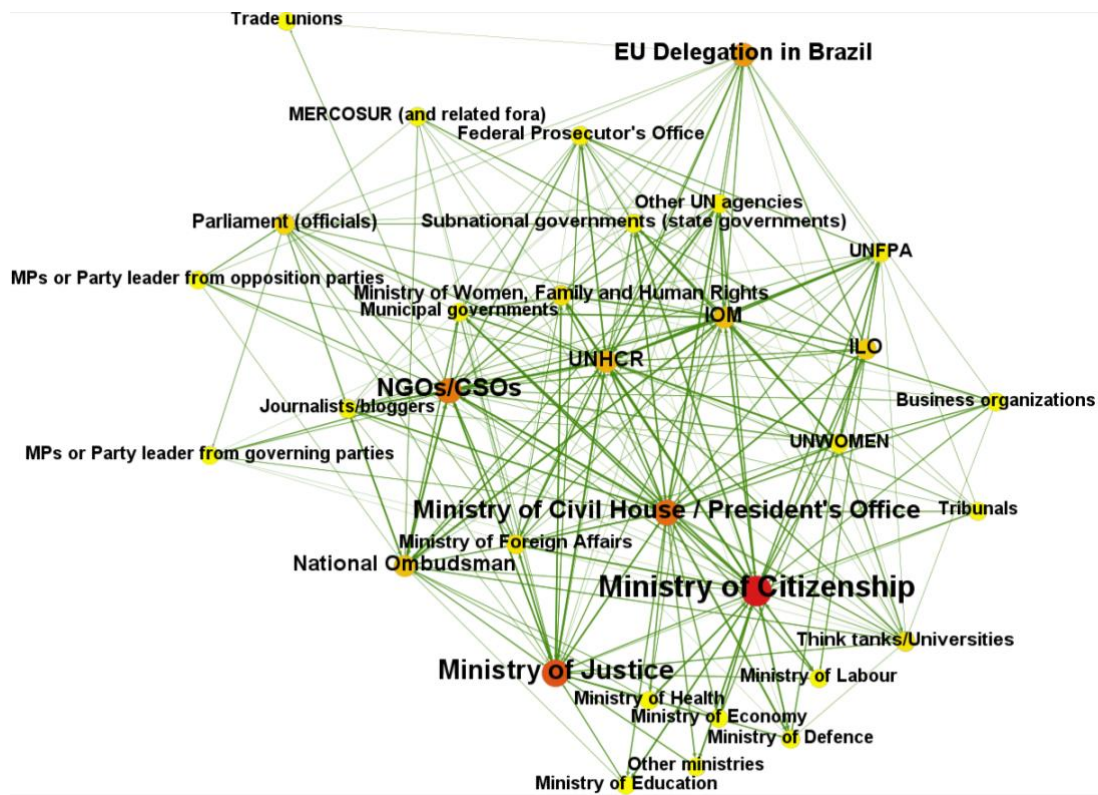 Trade unions
EU Delegation in Brazil
MERCOSUR (and related fora)
Federal Prosecutor's Office
Other UN agencies
Parliament (officials)
Subnational governments (state governments)
UNFPA
MPs or Party leader from opposition parties
Ministry of Women, Family and Human Rights
Municipal governments
IOM
ILO
UNHCR
NGOs/CSOs
Journalists/bloggers
Business organizations
UNWOMEN
MPs or Party leader from governing parties
Ministry of Civil House / President's Office
Tribunals
Ministry of Foreign Affairs
National Ombudsman
Ministry of Citizenship
Think tanks/Universities
Ministry of Justice
Ministry of Labour
Ministry of Health
Ministry of Economy
Ministry of Defence
Other ministries
Ministry of Education